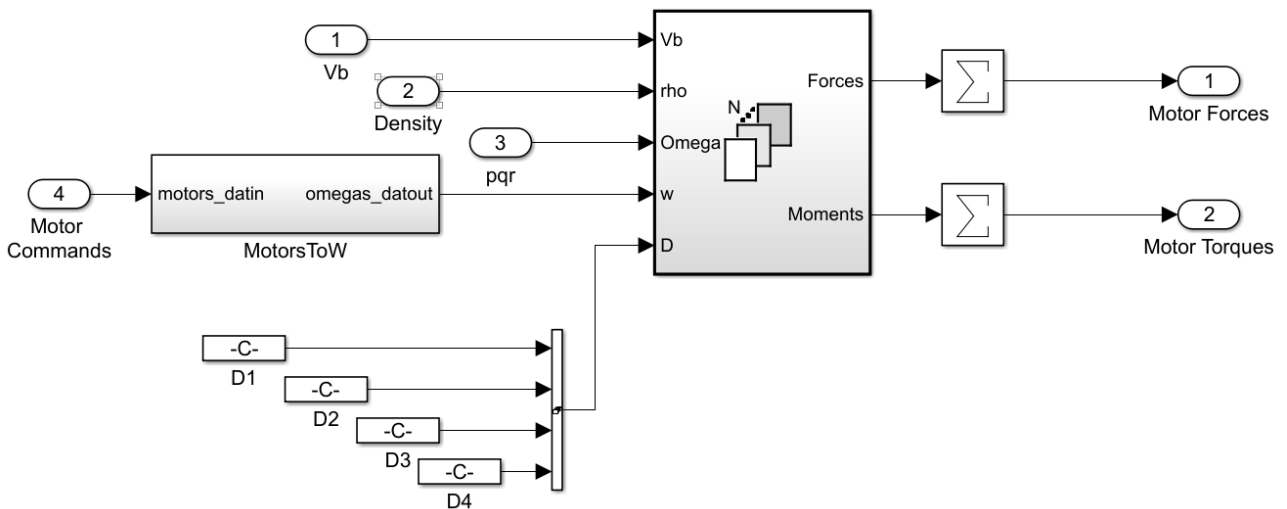 1
Vb
2
Density
3
pqr
4
Motor
Commands
motors_datin
omegas_datout
MotorsToW
Vb
rho
Omega
w
D
N
Forces
Moments
Σ
1
Motor Forces
Σ
2
Motor Torques
-C-
D1
-C-
D2
-C-
D3
-C-
D4